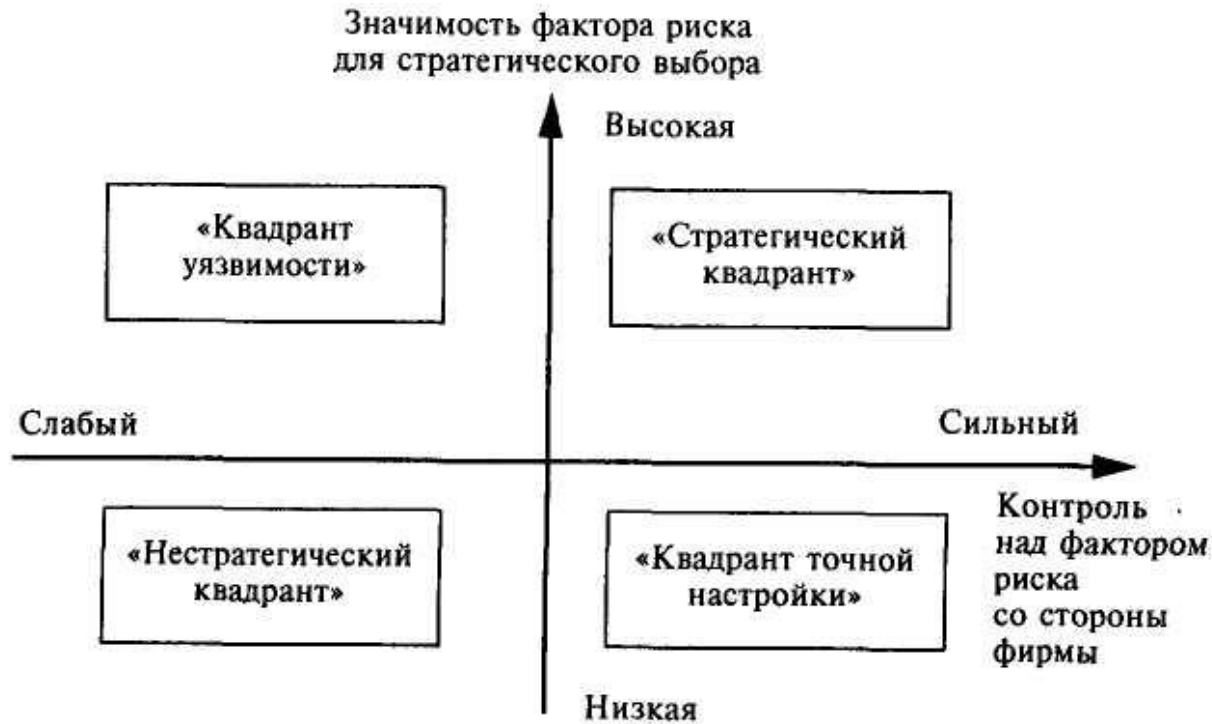 Значимость фактора риска
для стратегического выбора
Высокая
«Квадрант
уязвимости»
«Стратегический
квадрант»
Слабый
Сильный
Контроль
над фактором
риска
со стороны
фирмы
«Нестратегический
квадрант»
«Квадрант точной
настройки»
Низкая